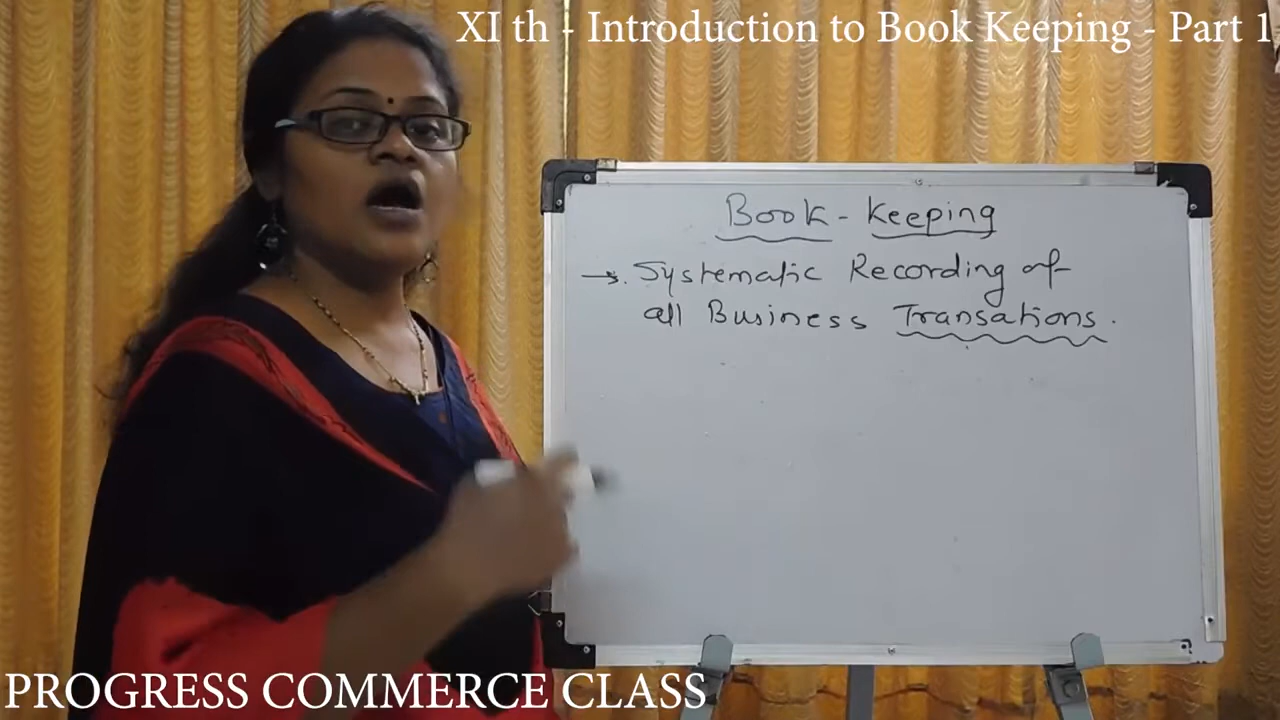 XI th - Introduction to Book Keeping - Part 1
Book - Keeping
→ Systematic Recording of
all Business Transations.
PROGRESS COMMERCE CLASS